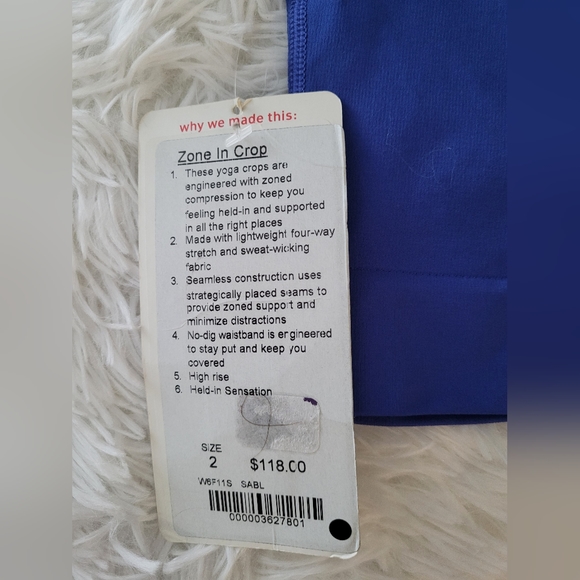 why we made this:
Zone In Crop
1. These yoga crops are
engineered with zoned
compression to keep you
feeling held-in and supported
in all the right places
2. Made with lightweight four-way
stretch and sweat-wicking
fabric
3. Seamless construction uses
strategically placed seams to
provide zoned support and
minimize distractions
4. No-dig waistband is engineered
to stay put and keep you
covered
5. High rise
6. Held-in Sensation
SIZE
2 $118.00
W6F11S SABL
000003627801